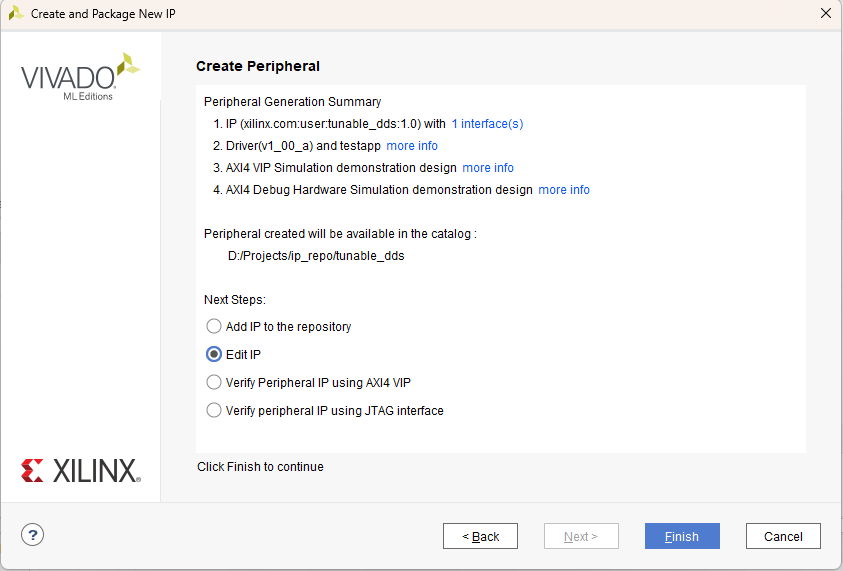 Create and Package New IP
VIVADO
ML Editions
Create Peripheral
Peripheral Generation Summary
1. IP (xilinx.com:user:tunable_dds:1.0) with 1 interface(s)
2. Driver(v1_00_a) and testapp more info
3. AXI4 VIP Simulation demonstration design more info
4. AXI4 Debug Hardware Simulation demonstration design more info
Peripheral created will be available in the catalog :
D:/Projects/ip_repo/tunable_dds
Next Steps:
Add IP to the repository
Edit IP
Verify Peripheral IP using AXI4 VIP
Verify peripheral IP using JTAG interface
XILINX
Click Finish to continue
?
< Back
Next >
Finish
Cancel